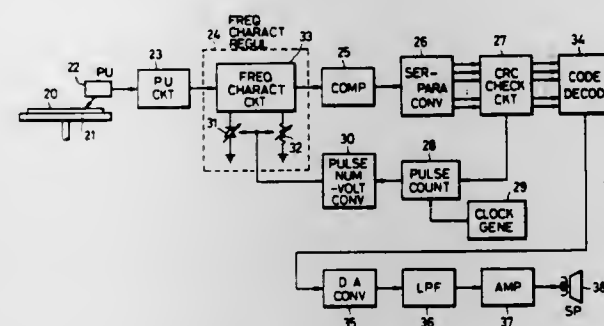 FREQ
CHARACT
REGUL
24
33
34
23
25
26
27
22
PU
20
21
PU
CKT
FREQ
CHARACT
CKT
COMP
SER-
PARA
CONV
CRC
CHECK
CKT
CODE
DECOD
31
32
30
28
29
PULSE
NUM
-VOLT
CONV
PULSE
COUNT
CLOCK
GENE
D A
CONV
LPF
AMP
SP
38
35
36
37